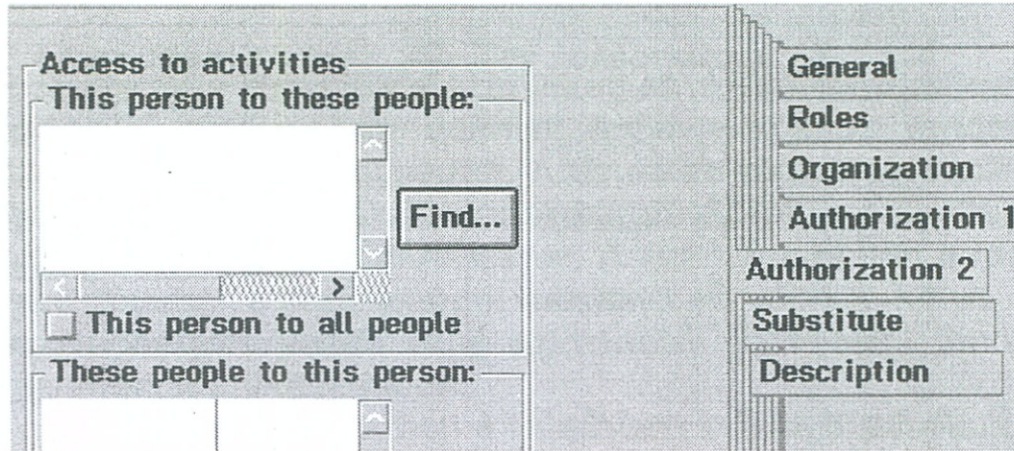 Access to activities
This person to these people:
Find...
This person to all people
These people to this person:
General
Roles
Organization
Authorization 1
Authorization 2
Substitute
Description